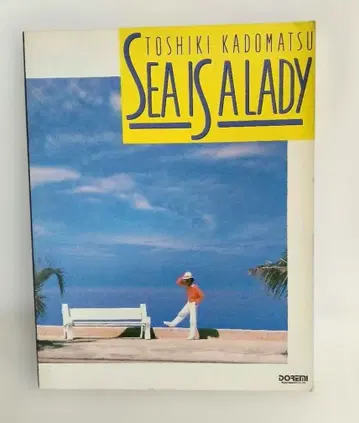 TOSHIKI KADOMATSU
SEA IS A LADY
DOREMI